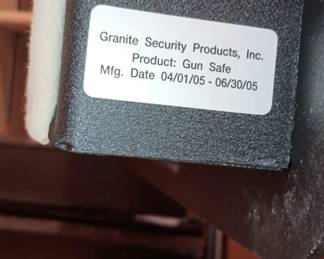 Granite Security Products, Inc.
Product: Gun Safe
Mfg. Date 04/01/05 - 06/30/05